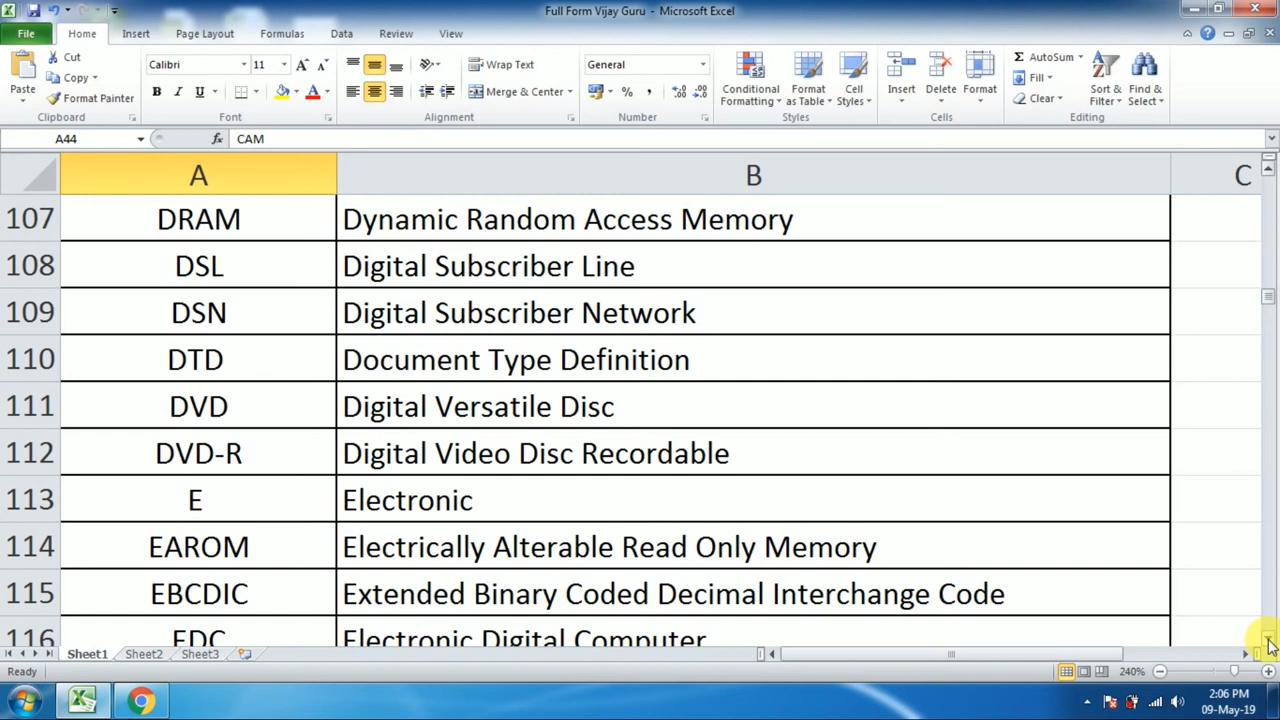 Full Form Vijay Guru - Microsoft Excel
File Home Insert Page Layout Formulas Data Review View
Paste
Cut
Copy
Format Painter
Clipboard
Calibri 11
B I U
Font
Wrap Text
Merge & Center
Alignment
General
%
Number
Conditional Formatting
Format as Table
Cell Styles
Styles
Insert Delete Format
Cells
Σ AutoSum
Fill
Clear
Sort & Filter
Find & Select
Editing
A44 fx CAM
A B C
107 DRAM Dynamic Random Access Memory
108 DSL Digital Subscriber Line
109 DSN Digital Subscriber Network
110 DTD Document Type Definition
111 DVD Digital Versatile Disc
112 DVD-R Digital Video Disc Recordable
113 E Electronic
114 EAROM Electrically Alterable Read Only Memory
115 EBCDIC Extended Binary Coded Decimal Interchange Code
116 EDC Electronic Digital Computer
Sheet1 Sheet2 Sheet3
Ready 240%
2:06 PM
09-May-19